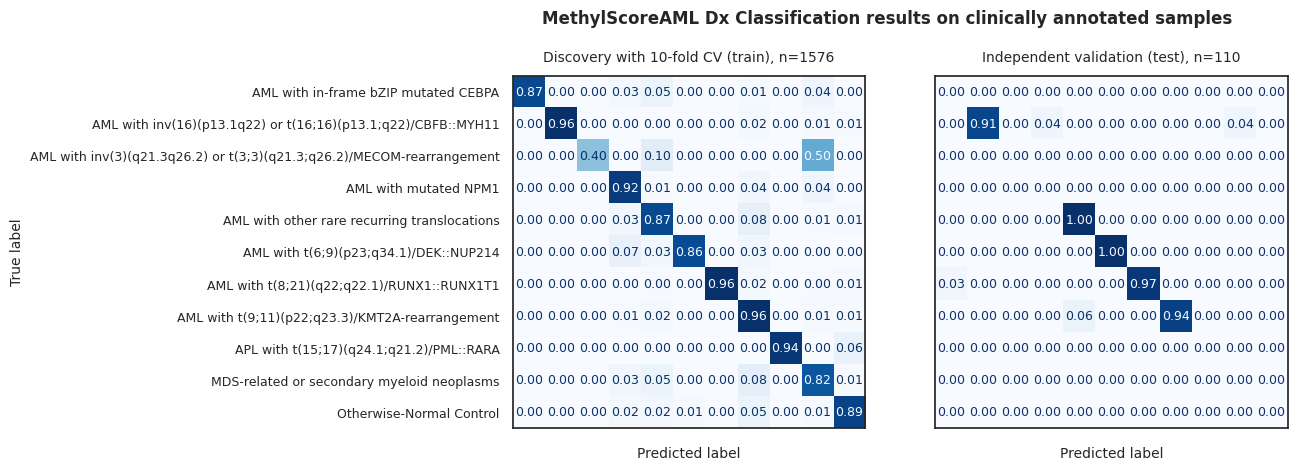 MethylScoreAML Dx Classification results on clinically annotated samples
Discovery with 10-fold CV (train), n=1576
Independent validation (test), n=110
True label
AML with in-frame bZIP mutated CEBPA 0.87 0.00 0.00 0.03 0.05 0.00 0.00 0.01 0.00 0.04 0.00 0.00 0.00 0.00 0.00 0.00 0.00 0.00 0.00 0.00 0.00 0.00
AML with inv(16)(p13.1q22) or t(16;16)(p13.1;q22)/CBFB::MYH11 0.00 0.96 0.00 0.00 0.00 0.00 0.00 0.02 0.00 0.01 0.01 0.00 0.91 0.00 0.04 0.00 0.00 0.00 0.00 0.00 0.04 0.00
AML with inv(3)(q21.3q26.2) or t(3;3)(q21.3;q26.2)/MECOM-rearrangement 0.00 0.00 0.40 0.00 0.10 0.00 0.00 0.00 0.00 0.50 0.00 0.00 0.00 0.00 0.00 0.00 0.00 0.00 0.00 0.00 0.00 0.00
AML with mutated NPM1 0.00 0.00 0.00 0.92 0.01 0.00 0.00 0.04 0.00 0.04 0.00 0.00 0.00 0.00 0.00 0.00 0.00 0.00 0.00 0.00 0.00 0.00
AML with other rare recurring translocations 0.00 0.00 0.00 0.03 0.87 0.00 0.00 0.08 0.00 0.01 0.01 0.00 0.00 0.00 0.00 1.00 0.00 0.00 0.00 0.00 0.00 0.00
AML with t(6;9)(p23;q34.1)/DEK::NUP214 0.00 0.00 0.00 0.07 0.03 0.86 0.00 0.03 0.00 0.00 0.00 0.00 0.00 0.00 0.00 0.00 1.00 0.00 0.00 0.00 0.00 0.00
AML with t(8;21)(q22;q22.1)/RUNX1::RUNX1T1 0.00 0.00 0.00 0.00 0.00 0.00 0.96 0.02 0.00 0.00 0.01 0.03 0.00 0.00 0.00 0.00 0.00 0.97 0.00 0.00 0.00 0.00
AML with t(9;11)(p22;q23.3)/KMT2A-rearrangement 0.00 0.00 0.00 0.01 0.02 0.00 0.00 0.96 0.00 0.01 0.01 0.00 0.00 0.00 0.00 0.06 0.00 0.00 0.94 0.00 0.00 0.00
APL with t(15;17)(q24.1;q21.2)/PML::RARA 0.00 0.00 0.00 0.00 0.00 0.00 0.00 0.00 0.94 0.00 0.06 0.00 0.00 0.00 0.00 0.00 0.00 0.00 0.00 0.00 0.00 0.00
MDS-related or secondary myeloid neoplasms 0.00 0.00 0.00 0.03 0.05 0.00 0.00 0.08 0.00 0.82 0.01 0.00 0.00 0.00 0.00 0.00 0.00 0.00 0.00 0.00 0.00 0.00
Otherwise-Normal Control 0.00 0.00 0.00 0.02 0.02 0.01 0.00 0.05 0.00 0.01 0.89 0.00 0.00 0.00 0.00 0.00 0.00 0.00 0.00 0.00 0.00 0.00
Predicted label
Predicted label